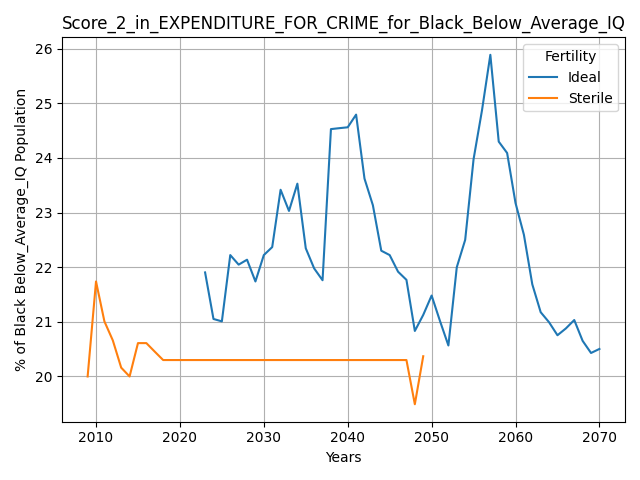 Score_2_in_EXPENDITURE_FOR_CRIME_for_Black_Below_Average_IQ
Fertility
Ideal
Sterile
% of Black Below_Average_IQ Population
26
25
24
23
22
21
20
2010 2020 2030 2040 2050 2060 2070
Years